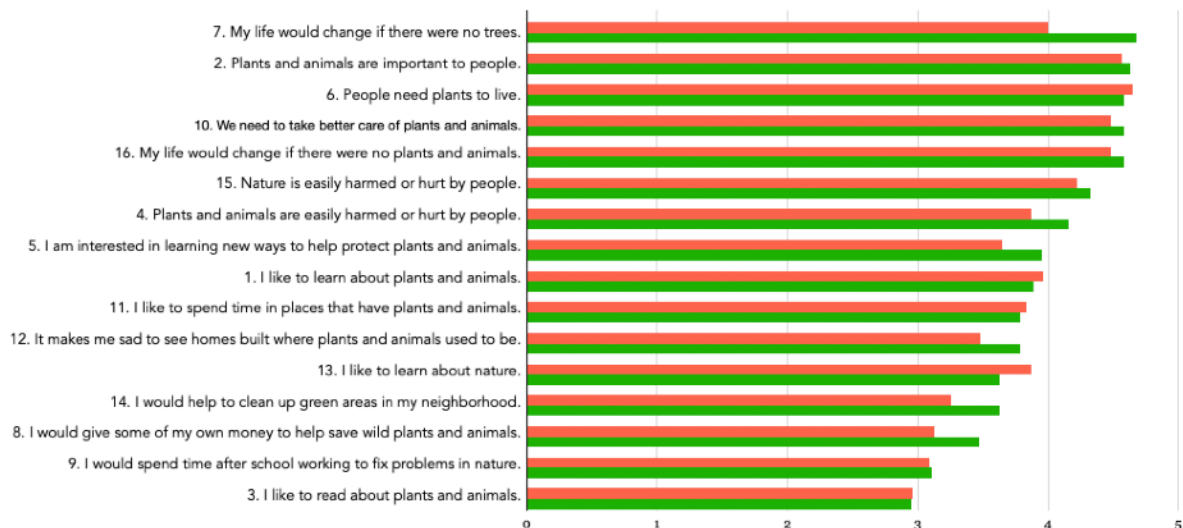 7. My life would change if there were no trees.
2. Plants and animals are important to people.
6. People need plants to live.
10. We need to take better care of plants and animals.
16. My life would change if there were no plants and animals.
15. Nature is easily harmed or hurt by people.
4. Plants and animals are easily harmed or hurt by people.
5. I am interested in learning new ways to help protect plants and animals.
1. I like to learn about plants and animals.
11. I like to spend time in places that have plants and animals.
12. It makes me sad to see homes built where plants and animals used to be.
13. I like to learn about nature.
14. I would help to clean up green areas in my neighborhood.
8. I would give some of my own money to help save wild plants and animals.
9. I would spend time after school working to fix problems in nature.
3. I like to read about plants and animals.
0 1 2 3 4 5